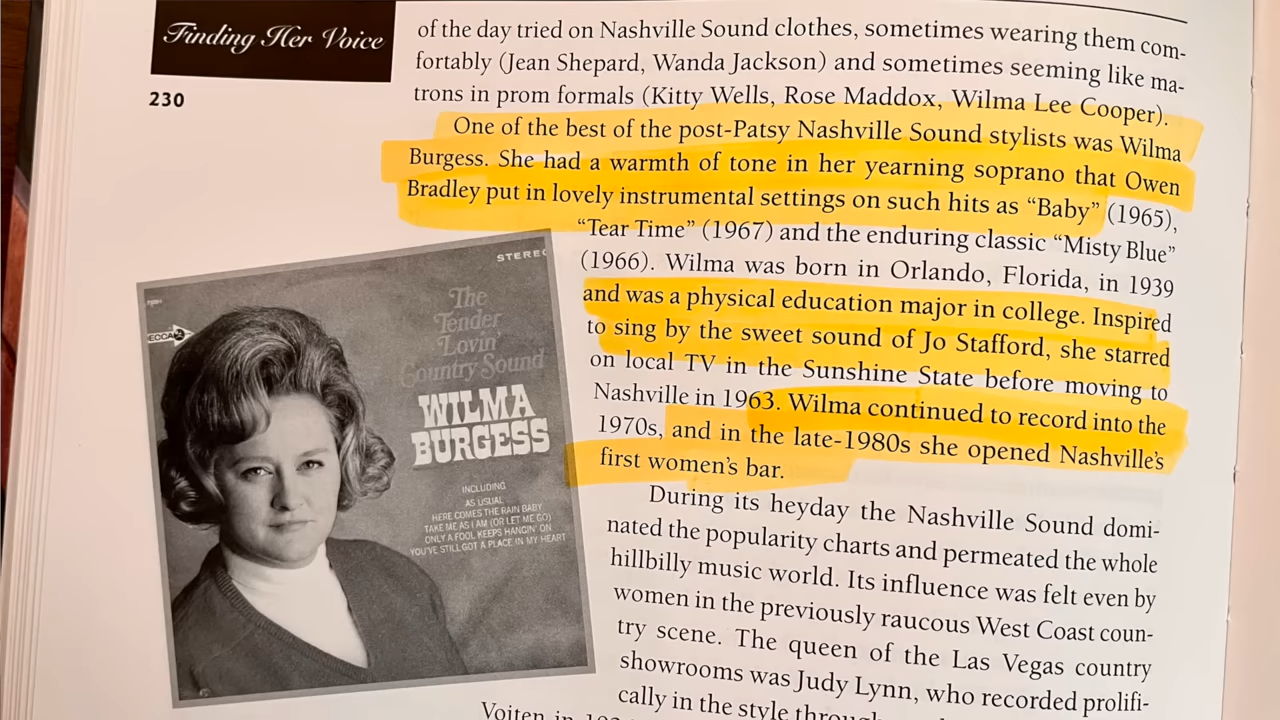 Finding Her Voice
230
of the day tried on Nashville Sound clothes, sometimes wearing them com-
fortably (Jean Shepard, Wanda Jackson) and sometimes seeming like ma-
trons in prom formals (Kitty Wells, Rose Maddox, Wilma Lee Cooper).
One of the best of the post-Patsy Nashville Sound stylists was Wilma
Burgess. She had a warmth of tone in her yearning soprano that Owen
Bradley put in lovely instrumental settings on such hits as “Baby” (1965),
“Tear Time” (1967) and the enduring classic “Misty Blue”
(1966). Wilma was born in Orlando, Florida, in 1939
and was a physical education major in college. Inspired
to sing by the sweet sound of Jo Stafford, she starred
on local TV in the Sunshine State before moving to
Nashville in 1963. Wilma continued to record into the
1970s, and in the late-1980s she opened Nashville’s
first women’s bar.
During its heyday the Nashville Sound domi-
nated the popularity charts and permeated the whole
hillbilly music world. Its influence was felt even by
women in the previously raucous West Coast coun-
try scene. The queen of the Las Vegas country
showrooms was Judy Lynn, who recorded prolifi-
cally in the style
Voiten in
STEREO
DECCA
The
Tender
Lovin'
Country Sound
WILMA
BURGESS
INCLUDING
AS USUAL
HERE COMES THE RAIN BABY
TAKE ME AS I AM (OR LET ME GO)
ONLY A FOOL KEEPS HANGIN' ON
YOU'VE STILL GOT A PLACE IN MY HEART